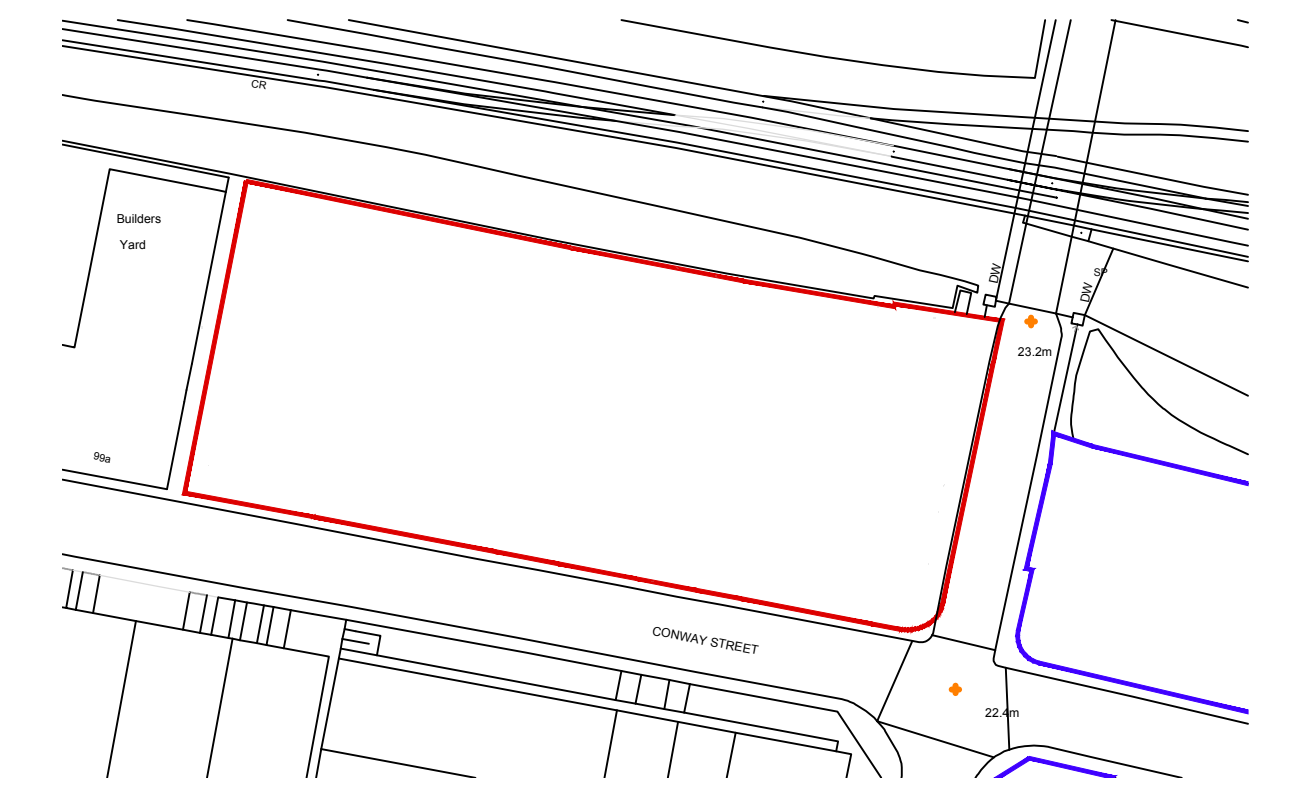 CR
Builders
Yard
DW
SP
DW
23.2m
99a
CONWAY STREET
22.4m